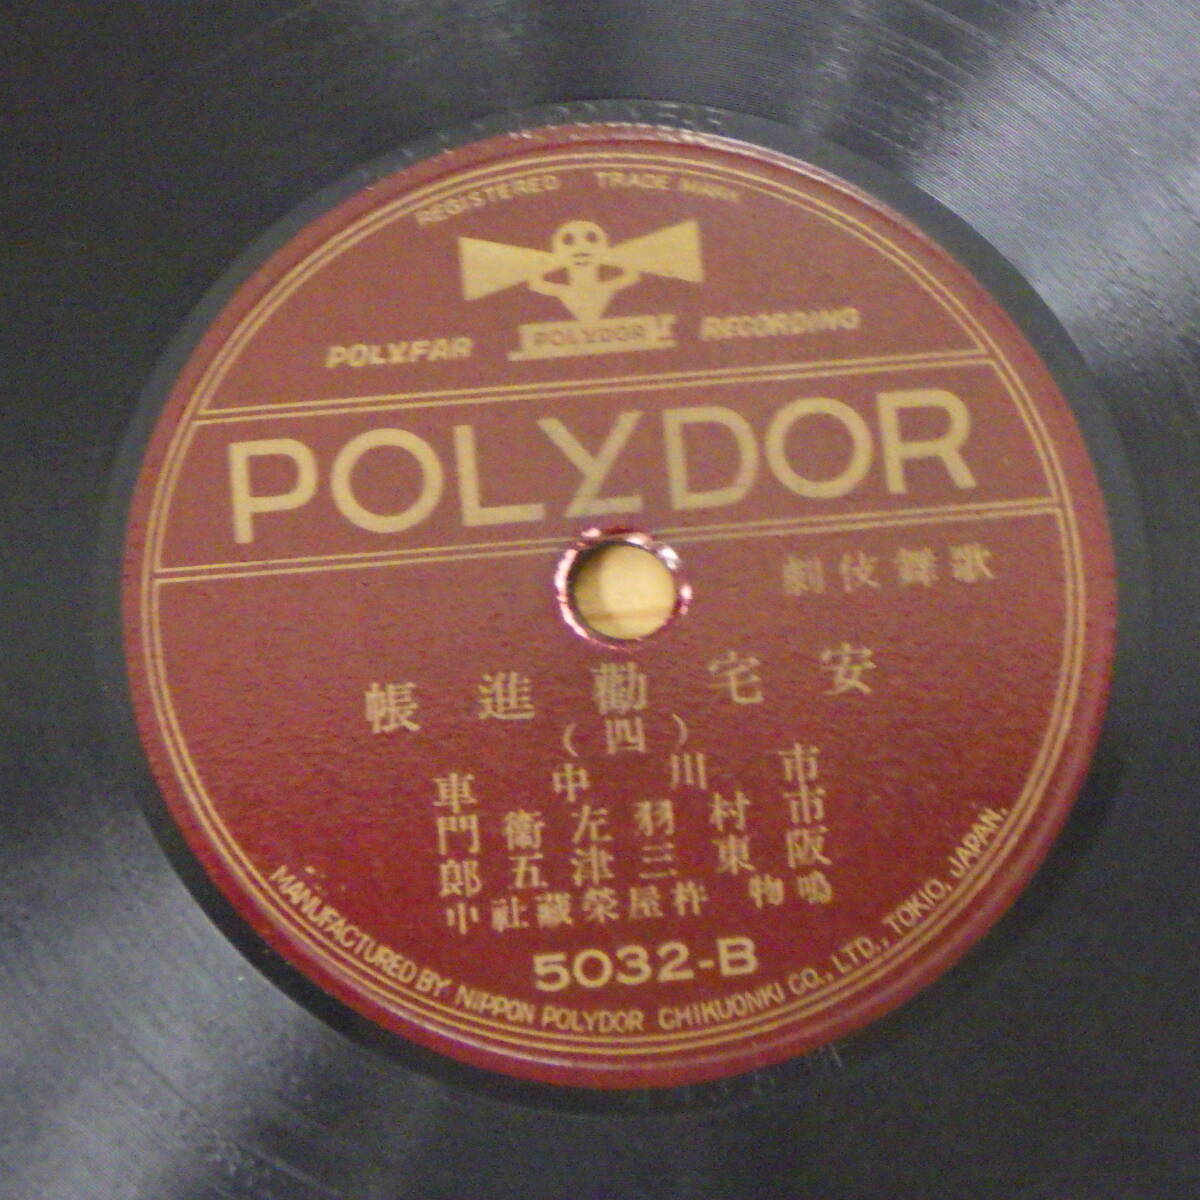 REGISTERED TRADE MARK
POLYFAR POLYDOR RECORDING
POLYDOR
劇伎舞歌
帳進勸宅安
(四)
車中川市
門衞左羽村市
郎五津三東阪
中社藏榮屋杵 物鳴
5032-B
MANUFACTURED BY NIPPON POLYDOR CHIKUONKI CO., LTD., TOKIO, JAPAN.